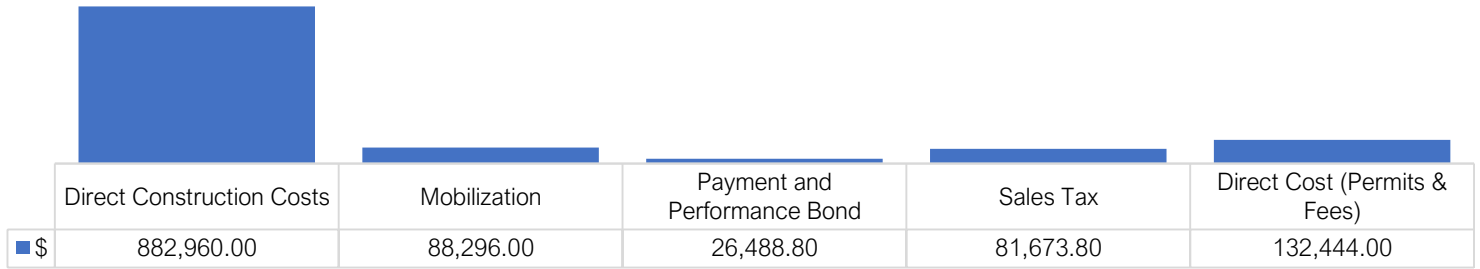 Direct Construction Costs
Mobilization
Payment and
Performance Bond
Sales Tax
Direct Cost (Permits &
Fees)
$ 882,960.00 88,296.00 26,488.80 81,673.80 132,444.00